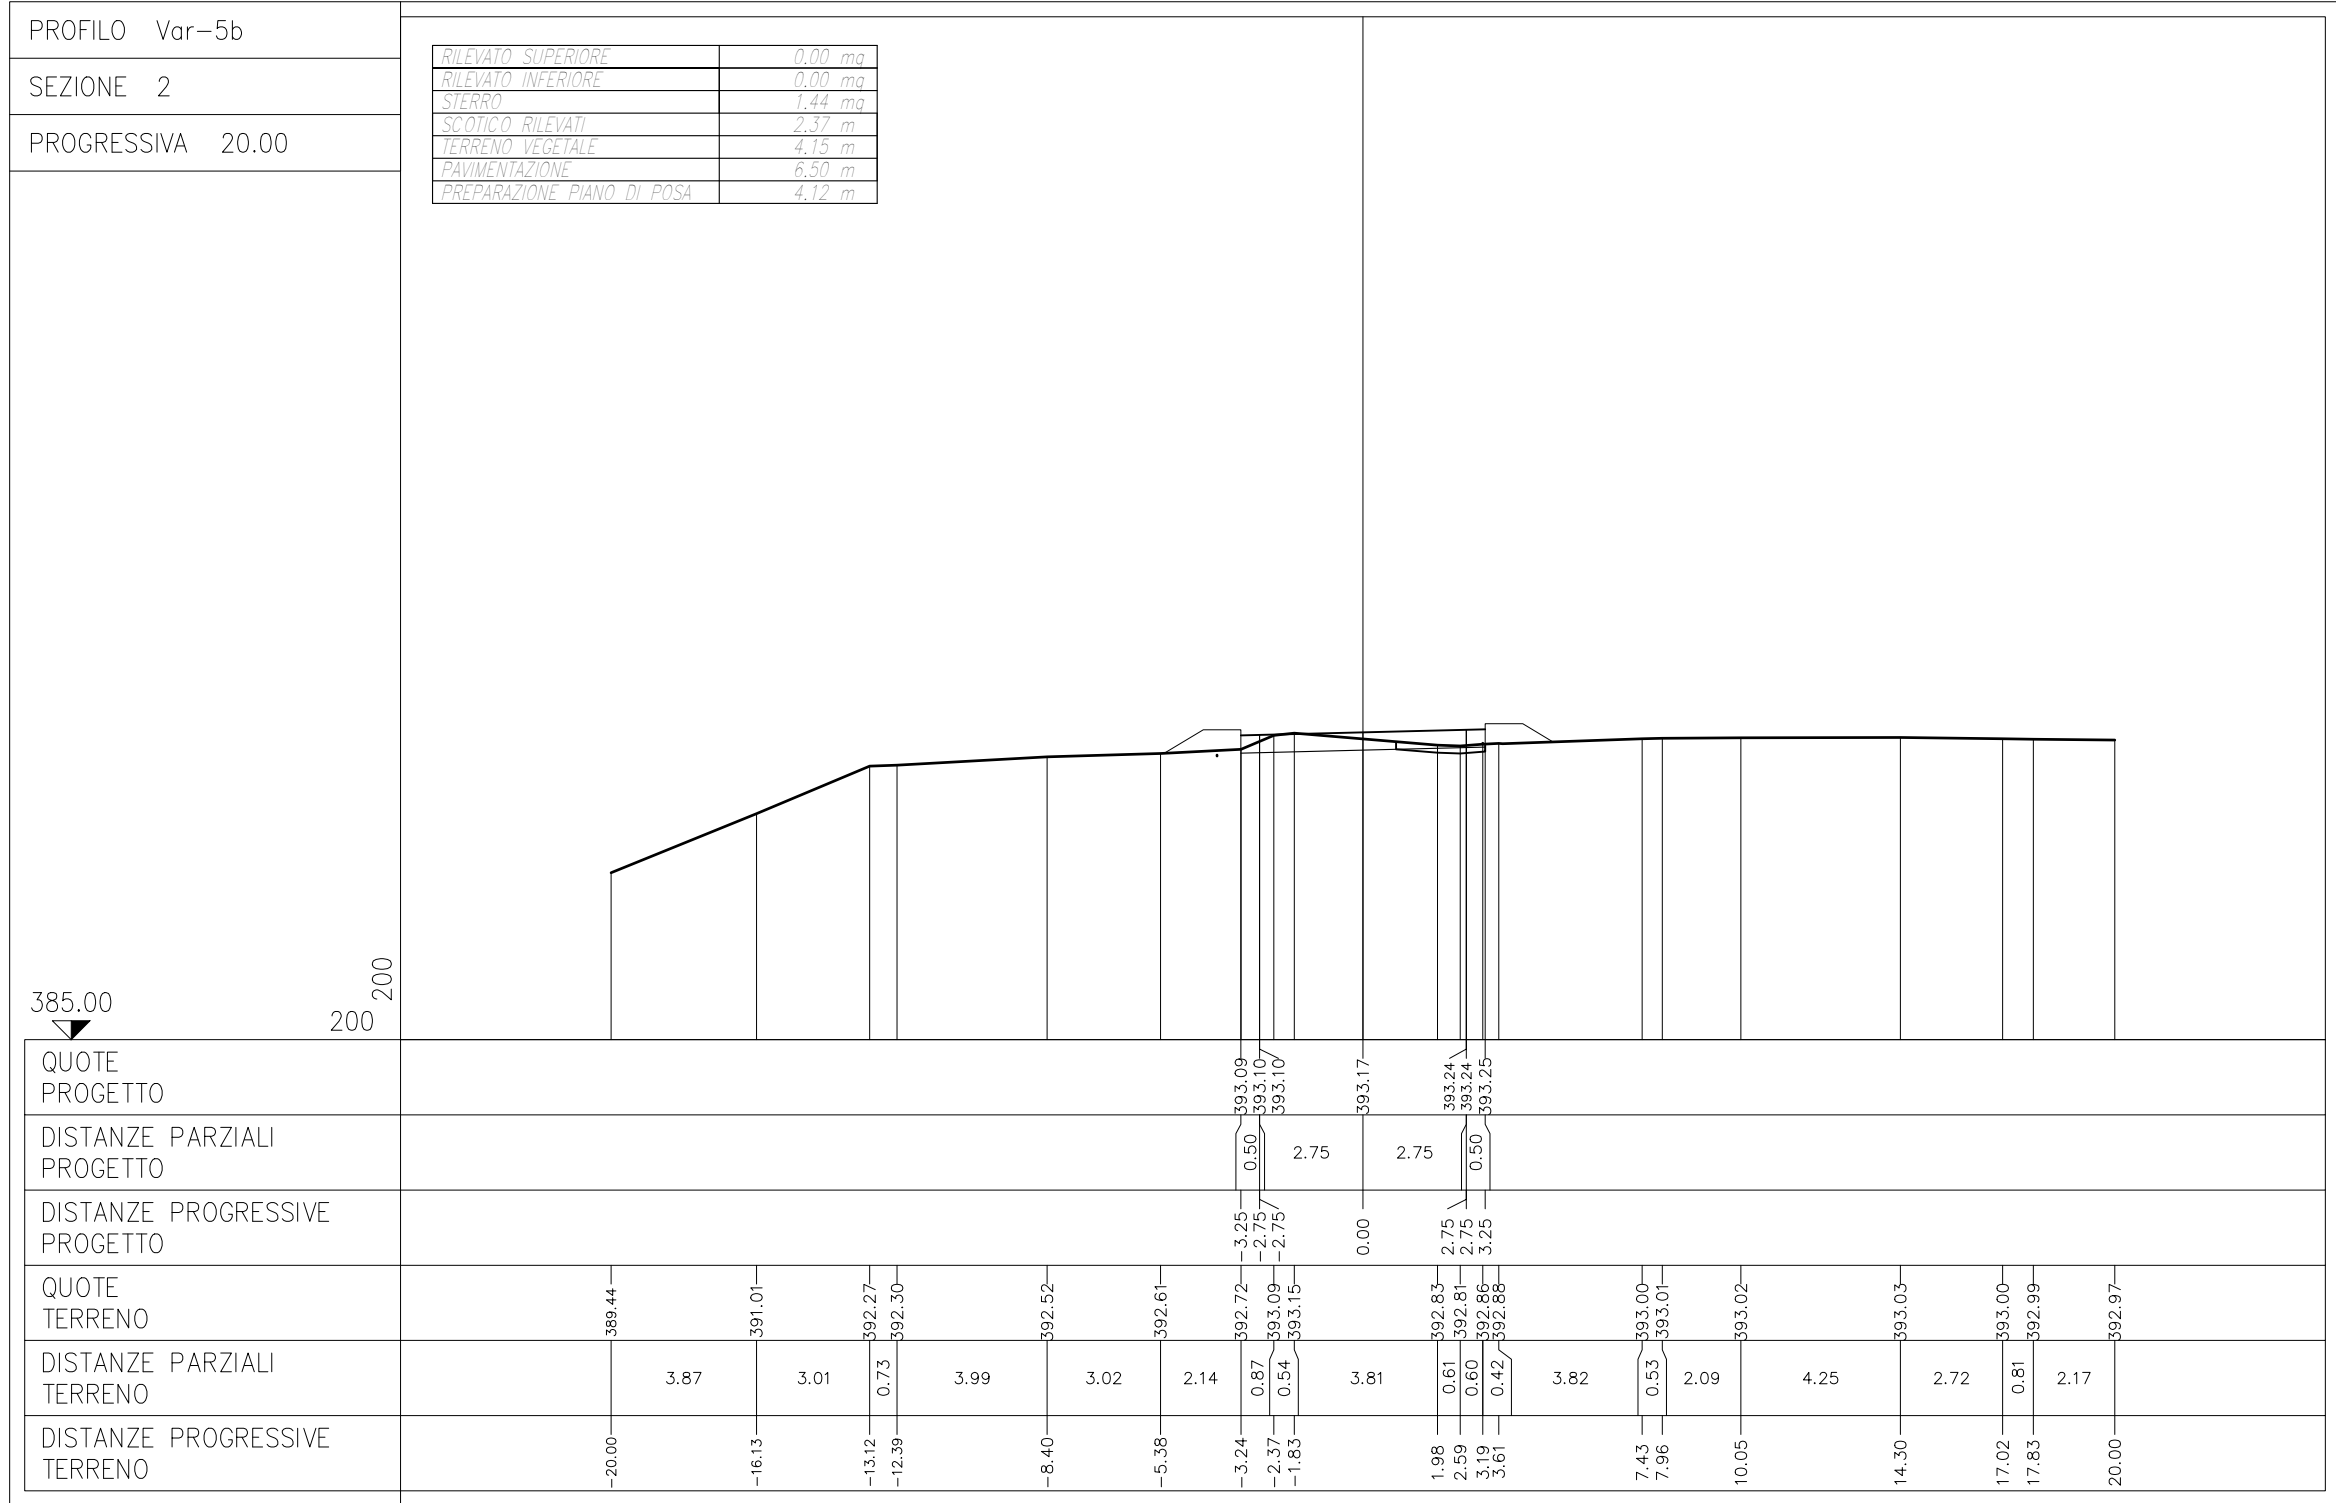 PROFILO Var-5b
SEZIONE 2
PROGRESSIVA 20.00
RILEVATO SUPERIORE 0.00 mq
RILEVATO INFERIORE 0.00 mq
STERRO 1.44 mq
SCOTICO RILEVATI 2.37 m
TERRENO VEGETALE 4.15 m
PAVIMENTAZIONE 6.50 m
PREPARAZIONE PIANO DI POSA 4.12 m
385.00
200
200
QUOTE
PROGETTO
393.09 393.10 393.10 393.17 393.24 393.24 393.25
DISTANZE PARZIALI
PROGETTO
0.50 2.75 2.75 0.50
DISTANZE PROGRESSIVE
PROGETTO
-3.25 -2.75 -2.75 0.00 2.75 2.75 3.25
QUOTE
TERRENO
389.44 391.01 392.27 392.30 392.52 392.61 392.72 393.09 393.15 392.83 392.81 392.86 392.88 393.00 393.01 393.02 393.03 393.00 392.99 392.97
DISTANZE PARZIALI
TERRENO
3.87 3.01 0.73 3.99 3.02 2.14 0.87 0.54 3.81 0.61 0.60 0.42 3.82 0.53 2.09 4.25 2.72 0.81 2.17
DISTANZE PROGRESSIVE
TERRENO
-20.00 -16.13 -13.12 -12.39 -8.40 -5.38 -3.24 -2.37 -1.83 1.98 2.59 3.19 3.61 7.43 7.96 10.05 14.30 17.02 17.83 20.00